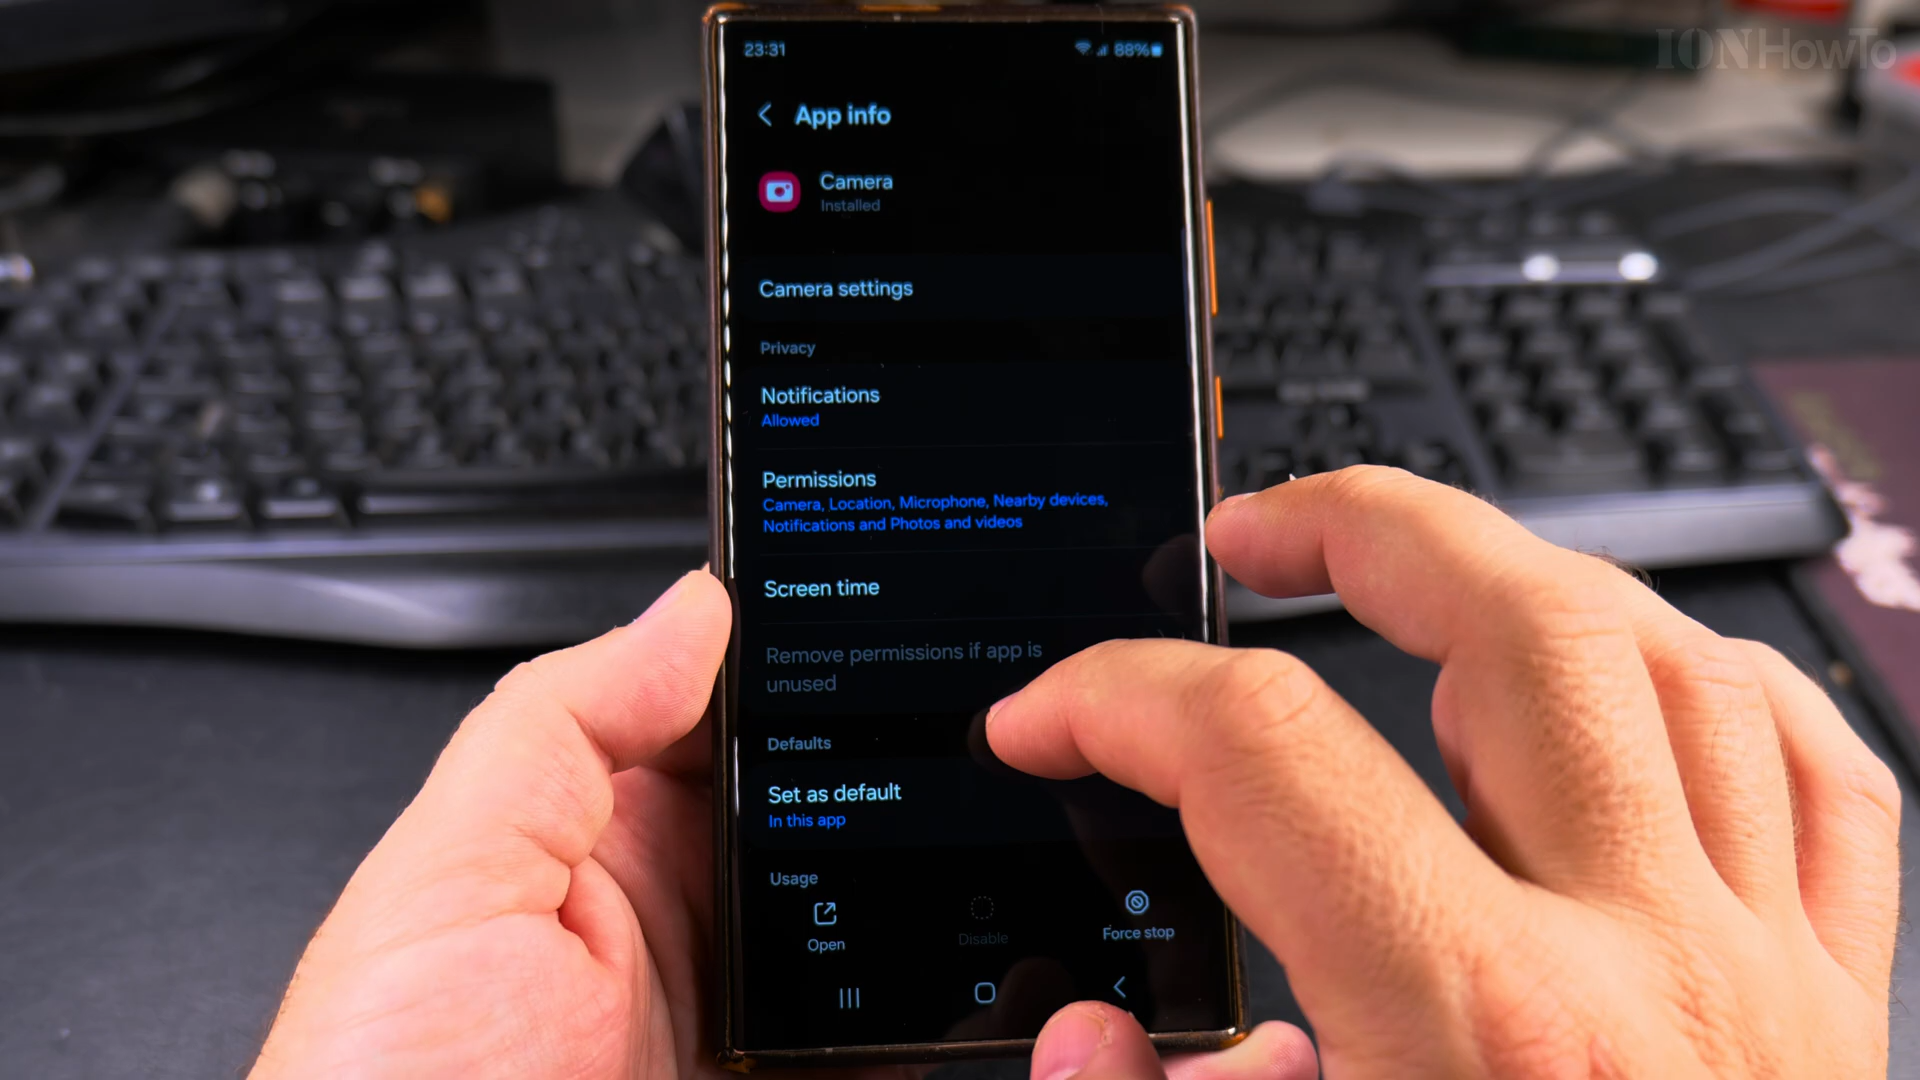 IONHowTo
23:31
88%
App info
Camera
Installed
Camera settings
Privacy
Notifications
Allowed
Permissions
Camera, Location, Microphone, Nearby devices,
Notifications and Photos and videos
Screen time
Remove permissions if app is
unused
Defaults
Set as default
In this app
Usage
Open
Disable
Force stop